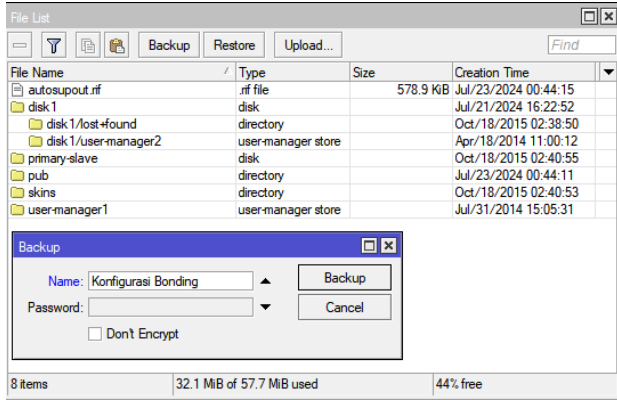 File List
Backup Restore Upload... Find
File Name Type Size Creation Time
autosupout.rif .rif file 578.9 KiB Jul/23/2024 00:44:15
disk1 disk Jul/21/2024 16:22:52
disk1/lost+found directory Oct/18/2015 02:38:50
disk1/user-manager2 user-manager store Apr/18/2014 11:00:12
primary-slave disk Oct/18/2015 02:40:55
pub directory Jul/23/2024 00:44:11
skins directory Oct/18/2015 02:40:53
user-manager1 user-manager store Jul/31/2014 15:05:31
Backup
Name: Konfigurasi Bonding Backup
Password: Cancel
Don't Encrypt
8 items 32.1 MiB of 57.7 MiB used 44% free